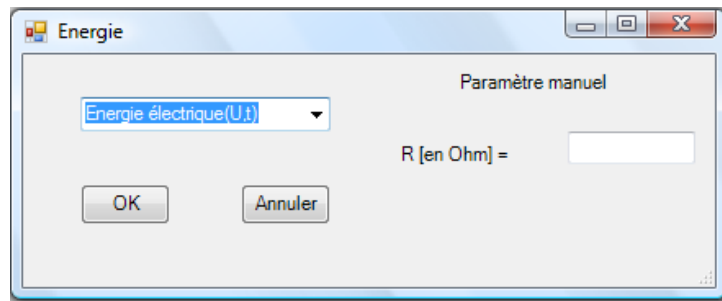 Energie
Paramètre manuel
Energie électrique(U,t)
R [en Ohm] =
OK
Annuler